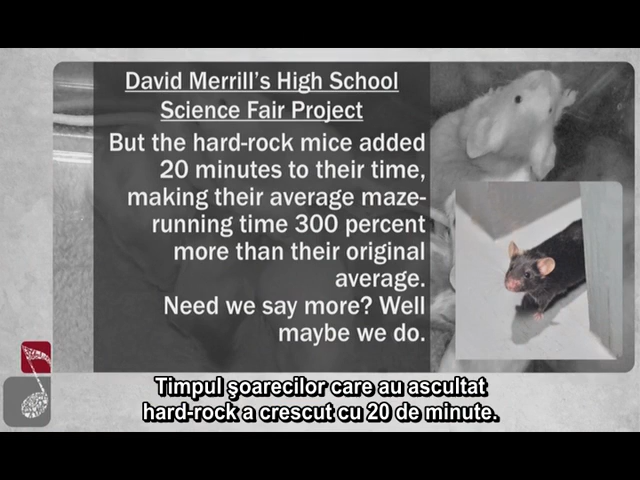 David Merrill's High School
Science Fair Project
But the hard-rock mice added
20 minutes to their time,
making their average maze-
running time 300 percent
more than their original
average.
Need we say more? Well
maybe we do.
Timpul şoarecilor care au ascultat
hard-rock a crescut cu 20 de minute.